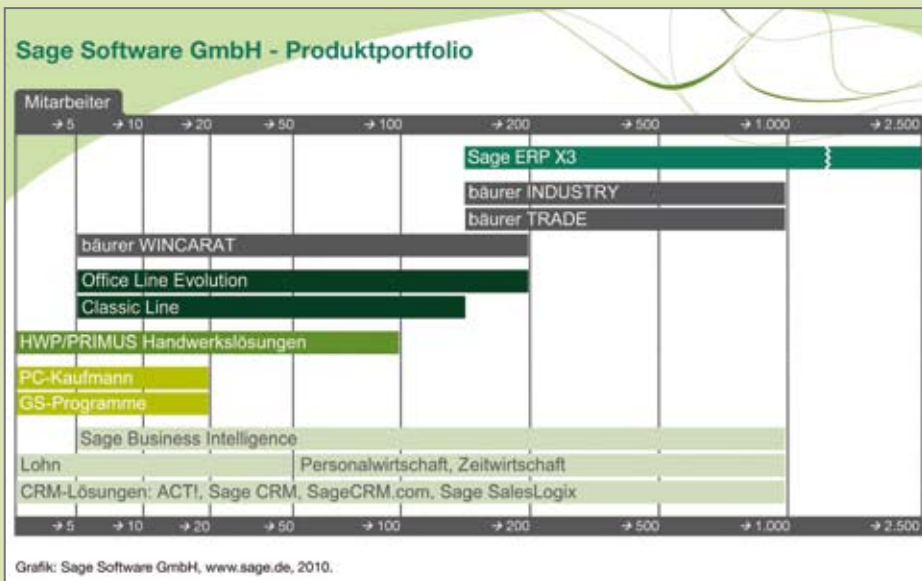 Sage Software GmbH - Produktportfolio
Mitarbeiter
→5 →10 →20 →50 →100 →200 →500 →1.000 →2.500
Sage ERP X3
bäurer INDUSTRY
bäurer TRADE
bäurer WINCARAT
Office Line Evolution
Classic Line
HWP/PRIMUS Handwerkslösungen
PC-Kaufmann
GS-Programme
Sage Business Intelligence
Lohn Personalwirtschaft, Zeitwirtschaft
CRM-Lösungen: ACT!, Sage CRM, SageCRM.com, Sage SalesLogix
→5 →10 →20 →50 →100 →200 →500 →1.000 →2.500
Grafik: Sage Software GmbH, www.sage.de, 2010.